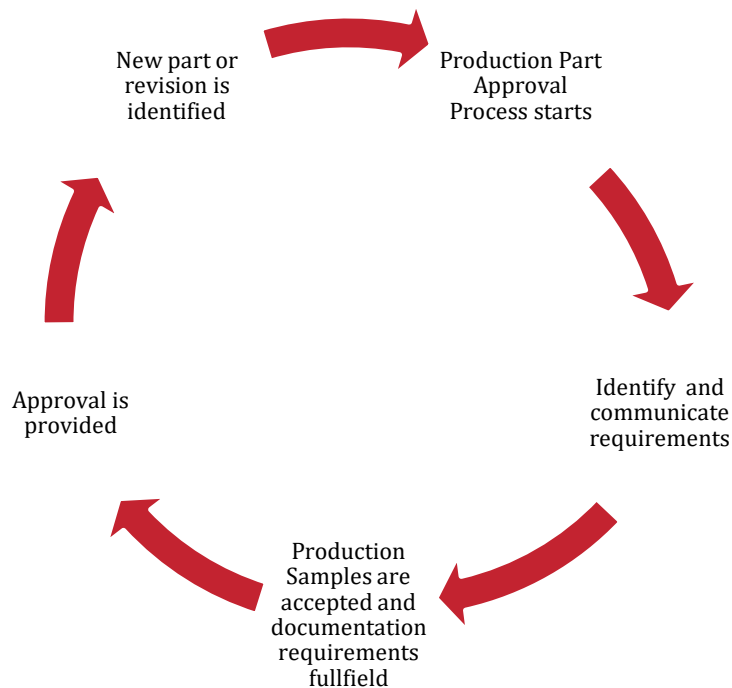 New part or
revision is
identified
Production Part
Approval
Process starts
Identify and
communicate
requirements
Production
Samples are
accepted and
documentation
requirements
fullfield
Approval is
provided